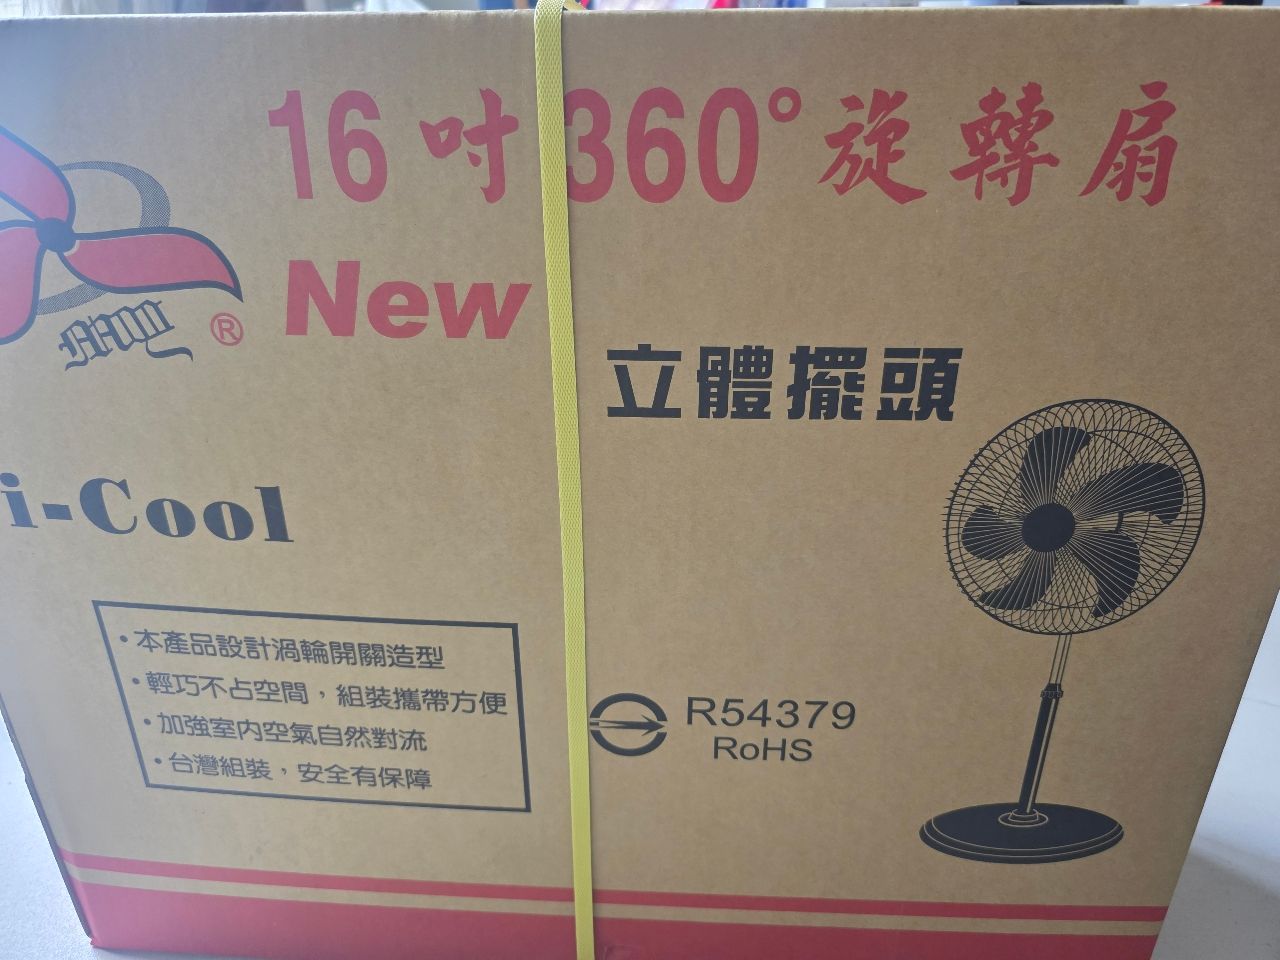 16吋360°旋轉扇
®
New
立體擺頭
i-Cool
・本產品設計渦輪開關造型
・輕巧不占空間，組裝攜帶方便
・加強室內空氣自然對流
・台灣組裝，安全有保障
R54379
RoHS